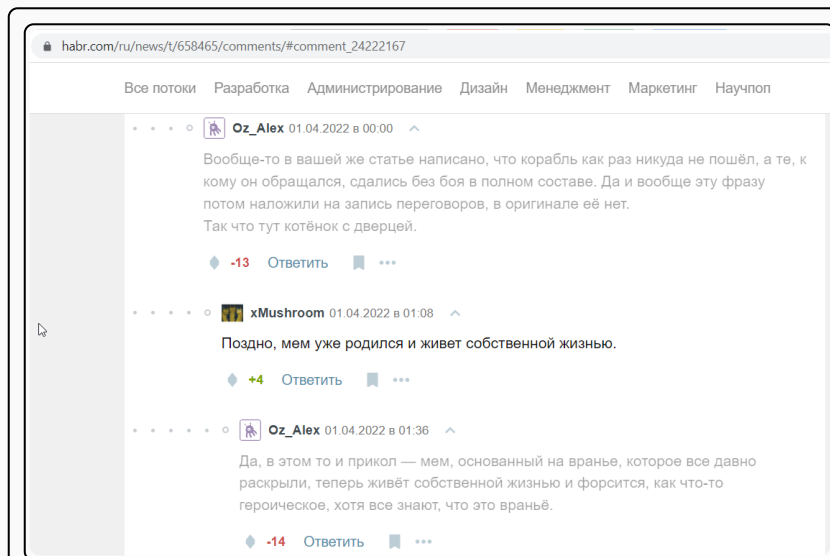 habr.com/ru/news/t/658465/comments/#comment_24222167
Все потоки Разработка Администрирование Дизайн Менеджмент Маркетинг Научпоп
Oz_Alex 01.04.2022 в 00:00
Вообще-то в вашей же статье написано, что корабль как раз никуда не пошёл, а те, к
кому он обращался, сдались без боя в полном составе. Да и вообще эту фразу
потом наложили на запись переговоров, в оригинале её нет.
Так что тут котёнок с дверцей.
-13 Ответить
xMushroom 01.04.2022 в 01:08
Поздно, мем уже родился и живет собственной жизнью.
+4 Ответить
Oz_Alex 01.04.2022 в 01:36
Да, в этом то и прикол — мем, основанный на вранье, которое все давно
раскрыли, теперь живёт собственной жизнью и форсится, как что-то
героическое, хотя все знают, что это враньё.
-14 Ответить